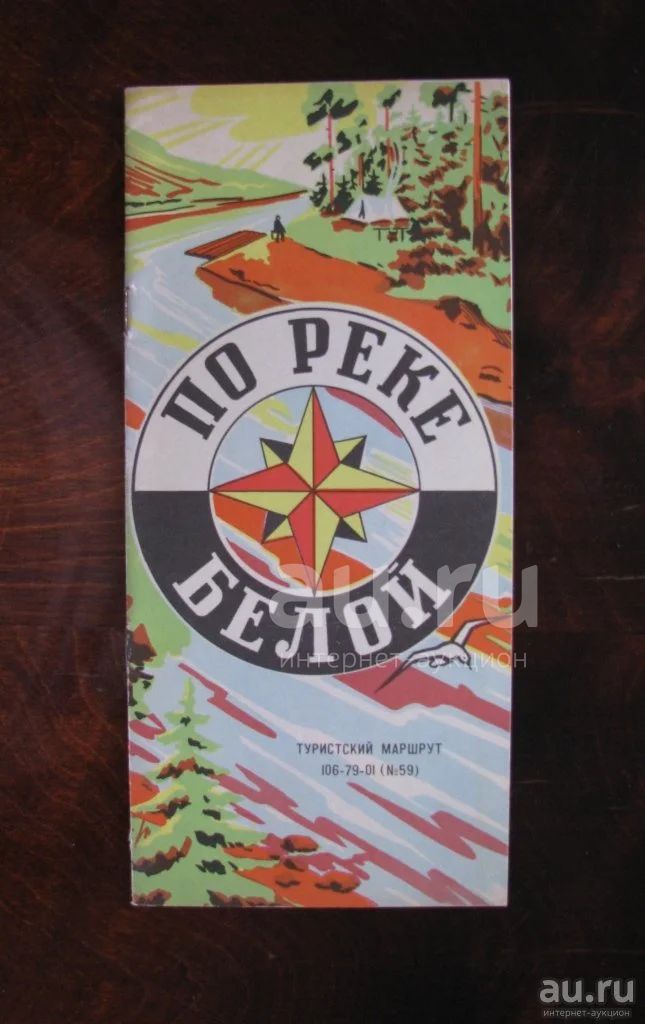 ПО РЕКЕ
БЕЛОЙ
au.ru
интернет-аукцион
ТУРИСТСКИЙ МАРШРУТ
106-79-01 (№59)
au.ru
интернет-аукцион